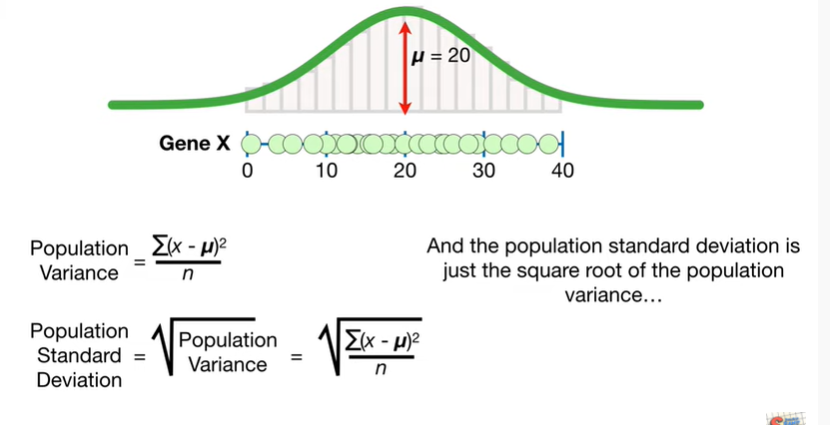 μ = 20
Gene X
0 10 20 30 40
Population Variance = Σ(x - μ)² / n
And the population standard deviation is
just the square root of the population
variance...
Population Standard Deviation = √Population Variance = √Σ(x - μ)² / n